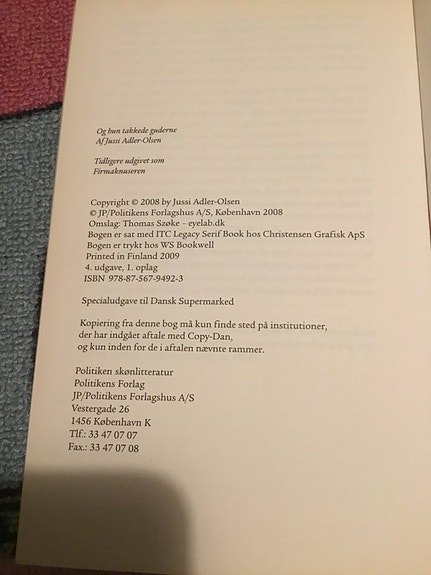 Og hun takkede guderne
Af Jussi Adler-Olsen
Tidligere udgivet som
Firmaknuseren
Copyright © 2008 by Jussi Adler-Olsen
© JP/Politikens Forlagshus A/S, København 2008
Omslag: Thomas Szøke – eyelab.dk
Bogen er sat med ITC Legacy Serif Book hos Christensen Grafisk ApS
Bogen er trykt hos WS Bookwell
Printed in Finland 2009
4. udgave, 1. oplag
ISBN 978-87-567-9492-3
Specialudgave til Dansk Supermarked
Kopiering fra denne bog må kun finde sted på institutioner,
der har indgået aftale med Copy-Dan,
og kun inden for de i aftalen nævnte rammer.
Politiken skønlitteratur
Politikens Forlag
JP/Politikens Forlagshus A/S
Vestergade 26
1456 København K
Tlf.: 33 47 07 07
Fax.: 33 47 07 08